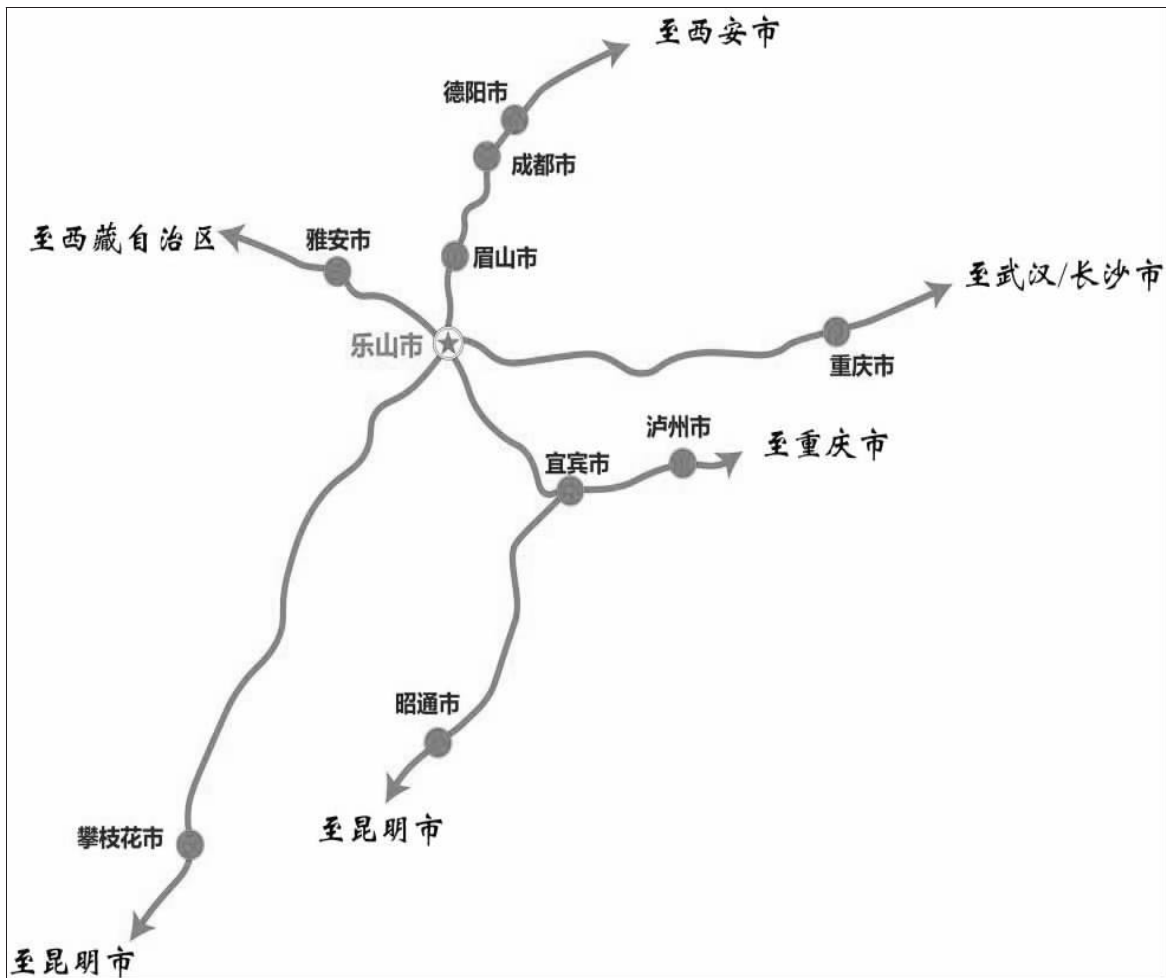 至西安市
德阳市
成都市
至西藏自治区
雅安市
眉山市
至武汉/长沙市
乐山市
重庆市
泸州市
至重庆市
宜宾市
昭通市
至昆明市
攀枝花市
至昆明市